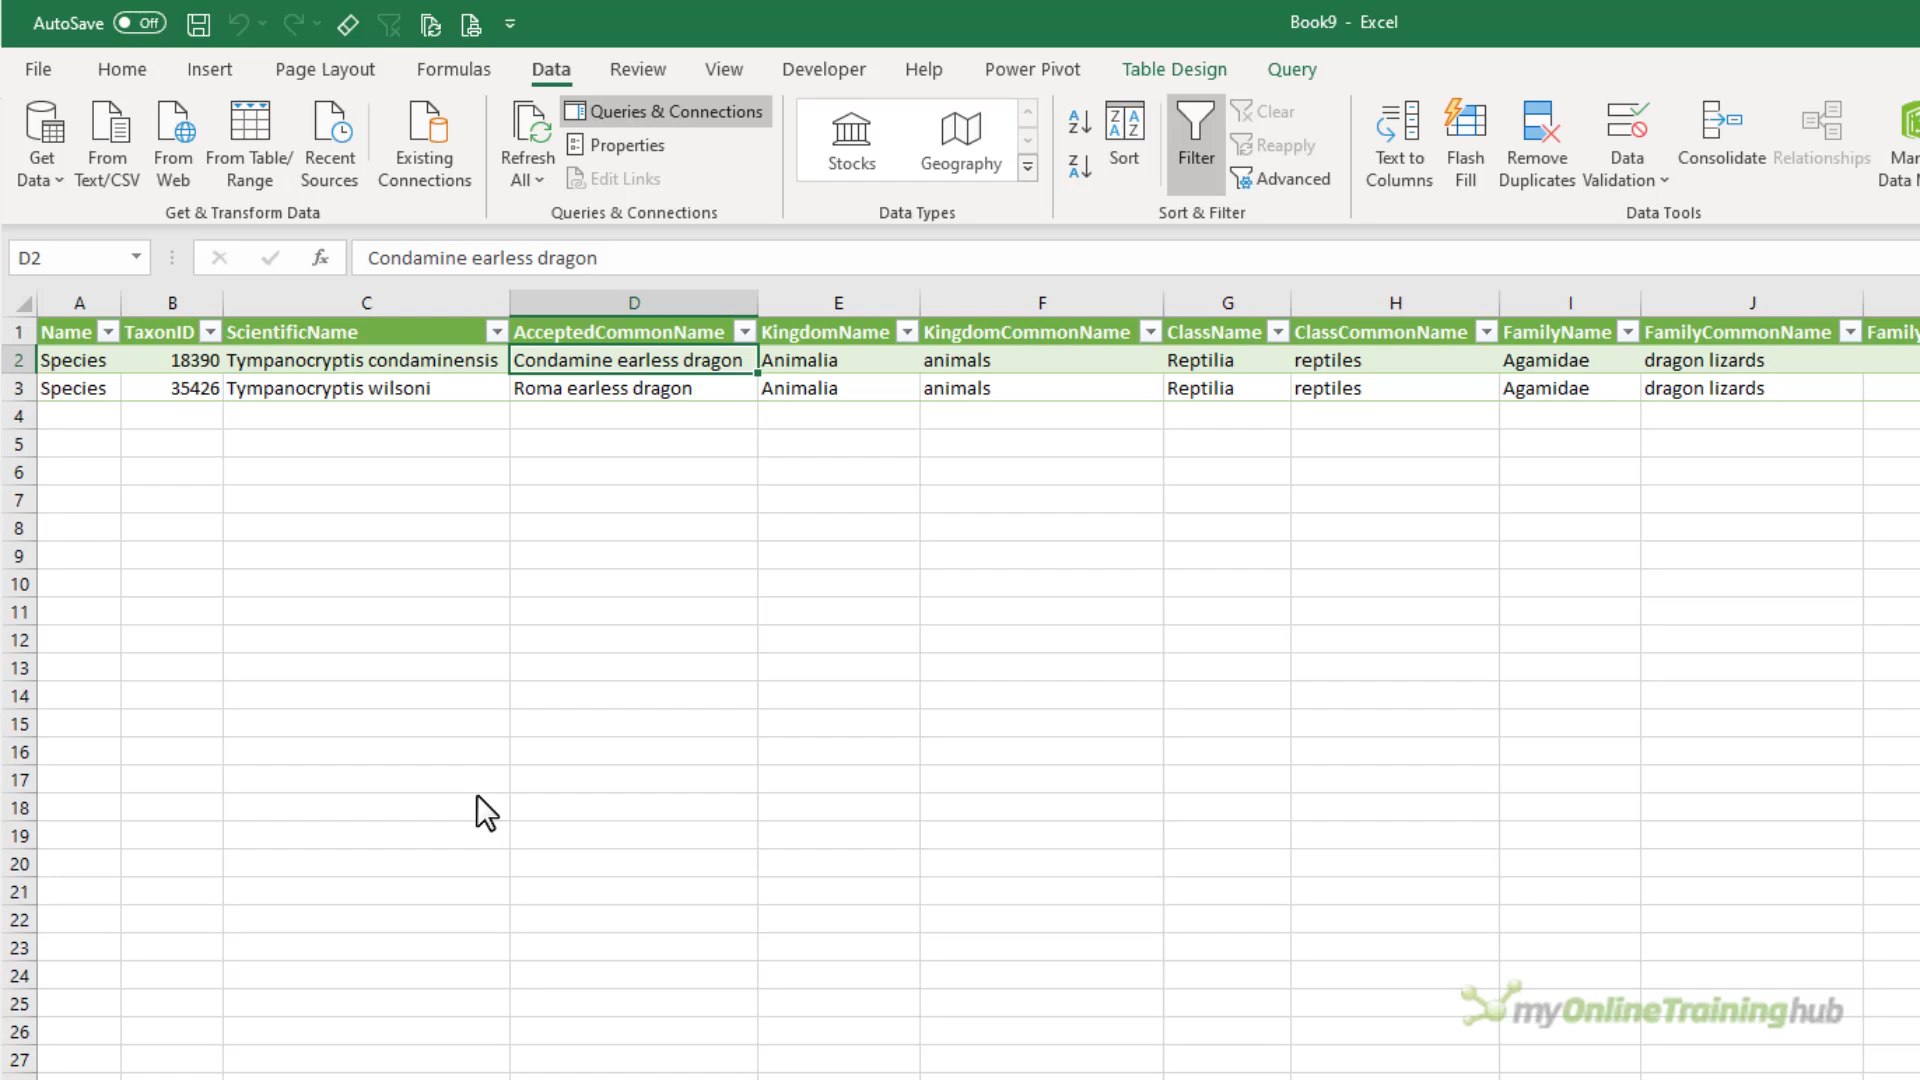 AutoSave Off
Book9 - Excel
File Home Insert Page Layout Formulas Data Review View Developer Help Power Pivot Table Design Query
Get Data
From Text/CSV
From Web
From Table/ Range
Recent Sources
Existing Connections
Get & Transform Data
Refresh All
Queries & Connections
Properties
Edit Links
Queries & Connections
Stocks
Geography
Data Types
Sort
Filter
Clear
Reapply
Advanced
Sort & Filter
Text to Columns
Flash Fill
Remove Duplicates
Data Validation
Consolidate
Relationships
Data
Data Tools
D2 fx Condamine earless dragon
A B C D E F G H I J
1 Name TaxonID ScientificName AcceptedCommonName KingdomName KingdomCommonName ClassName ClassCommonName FamilyName FamilyCommonName Family
2 Species 18390 Tympanocryptis condaminensis Condamine earless dragon Animalia animals Reptilia reptiles Agamidae dragon lizards
3 Species 35426 Tympanocryptis wilsoni Roma earless dragon Animalia animals Reptilia reptiles Agamidae dragon lizards
4
5
6
7
8
9
10
11
12
13
14
15
16
17
18
19
20
21
22
23
24
25
26
27
myOnlineTraininghub